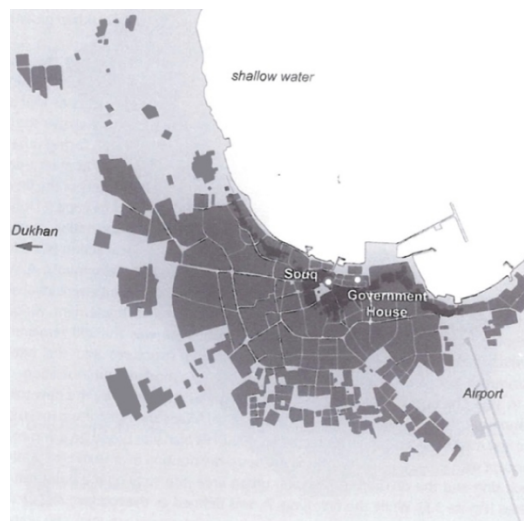 shallow water
Dukhan
Souq
Government
House
Airport